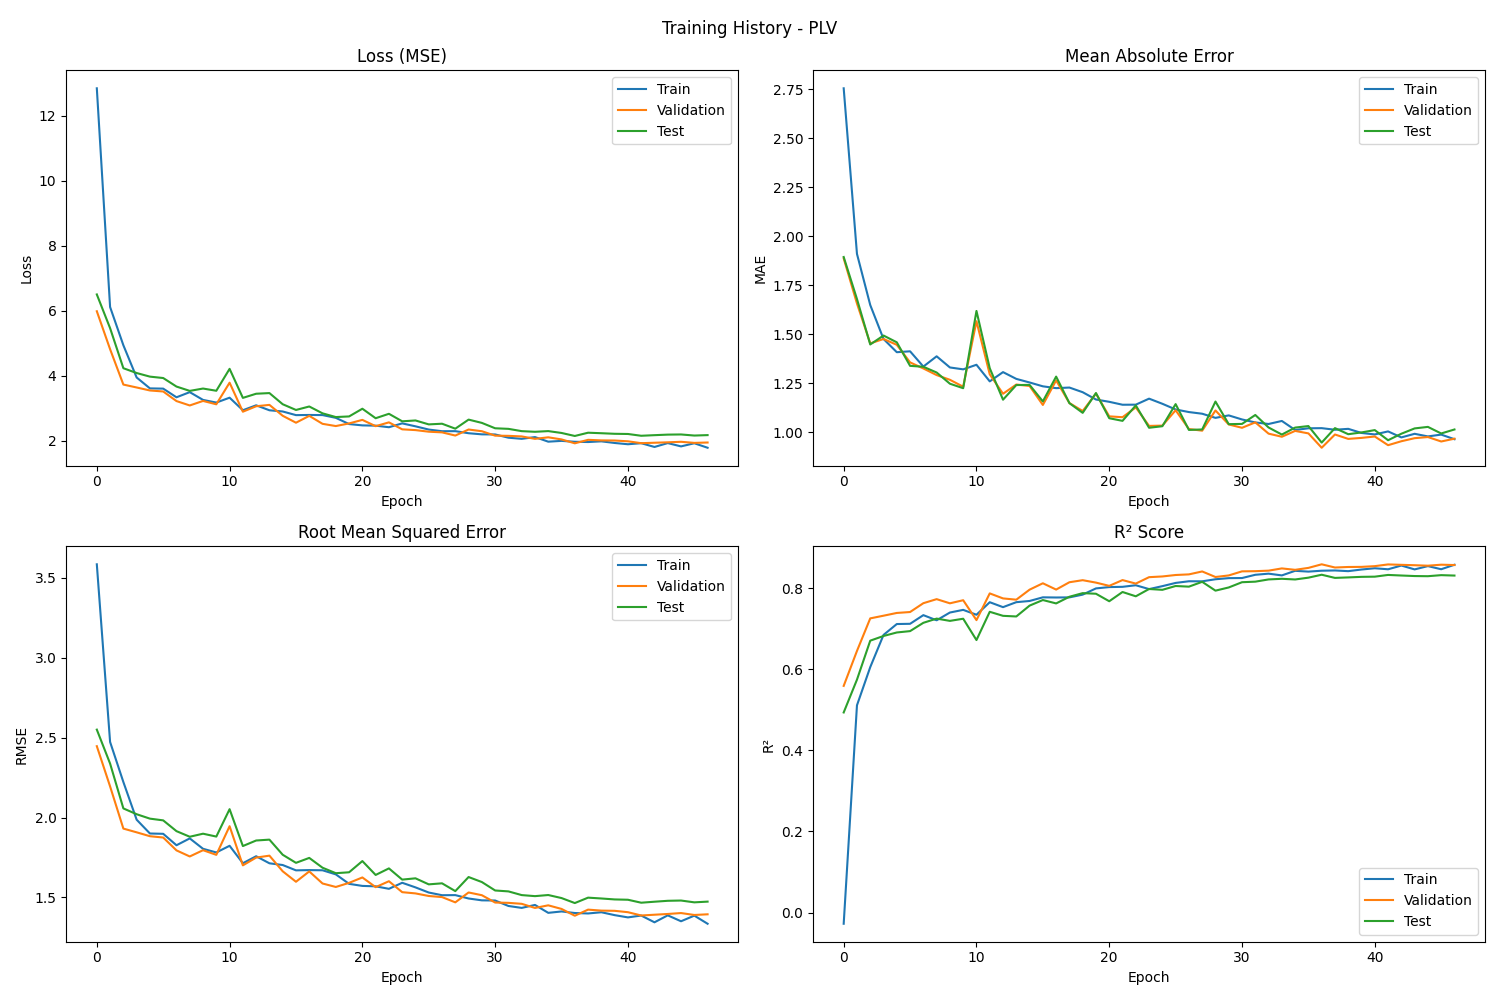 Training History - PLV
Loss (MSE)
Loss
12
10
8
6
4
2
0
10
20
30
40
Epoch
Train
Validation
Test
Mean Absolute Error
MAE
2.75
2.50
2.25
2.00
1.75
1.50
1.25
1.00
0
10
20
30
40
Epoch
Train
Validation
Test
Root Mean Squared Error
RMSE
3.5
3.0
2.5
2.0
1.5
0
10
20
30
40
Epoch
Train
Validation
Test
R² Score
R²
0.8
0.6
0.4
0.2
0.0
0
10
20
30
40
Epoch
Train
Validation
Test